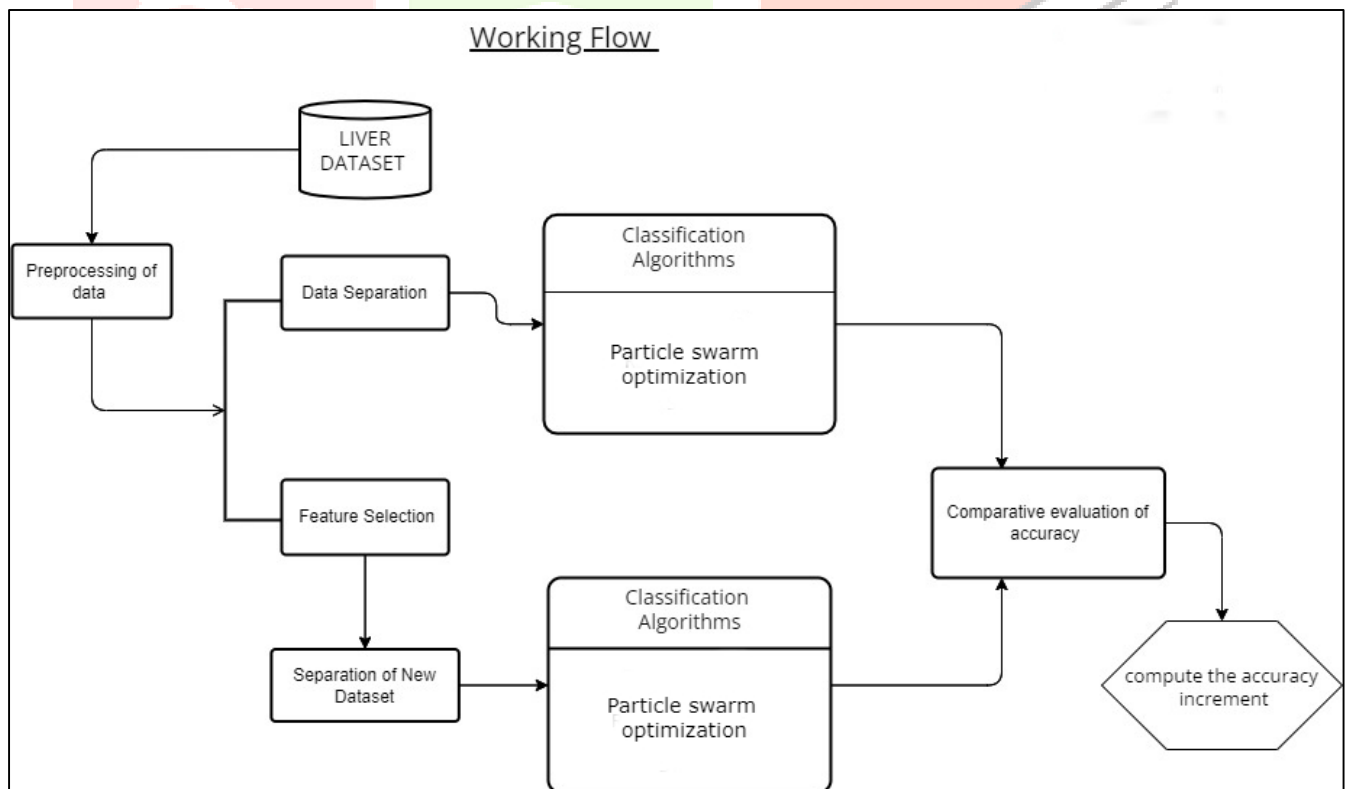 Working Flow
LIVER
DATASET
Preprocessing of
data
Data Separation
Classification
Algorithms
Particle swarm
optimization
Feature Selection
Comparative evaluation of
accuracy
Separation of New
Dataset
Classification
Algorithms
Particle swarm
optimization
compute the accuracy
increment